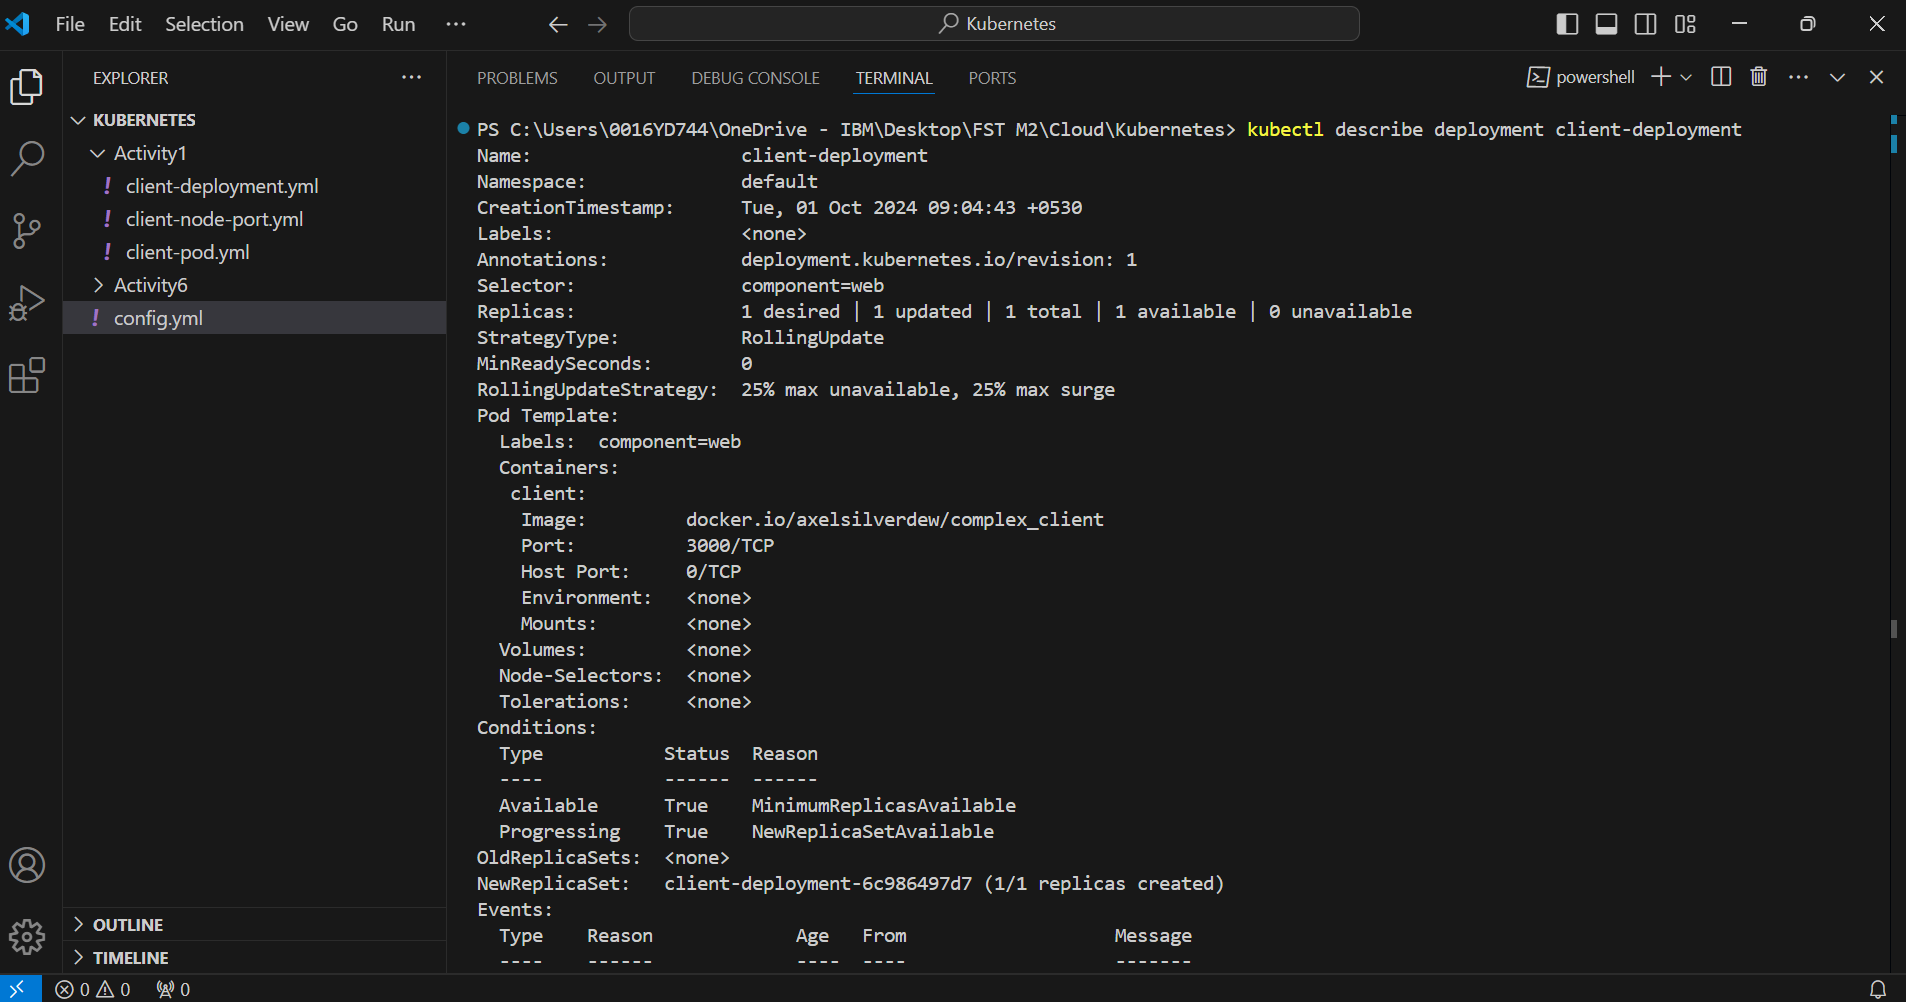 File Edit Selection View Go Run ··· Kubernetes
EXPLORER ···
KUBERNETES
Activity1
! client-deployment.yml
! client-node-port.yml
! client-pod.yml
Activity6
! config.yml
OUTLINE
TIMELINE
PROBLEMS OUTPUT DEBUG CONSOLE TERMINAL PORTS powershell
PS C:\Users\0016YD744\OneDrive - IBM\Desktop\FST M2\Cloud\Kubernetes> kubectl describe deployment client-deployment
Name: client-deployment
Namespace: default
CreationTimestamp: Tue, 01 Oct 2024 09:04:43 +0530
Labels: <none>
Annotations: deployment.kubernetes.io/revision: 1
Selector: component=web
Replicas: 1 desired | 1 updated | 1 total | 1 available | 0 unavailable
StrategyType: RollingUpdate
MinReadySeconds: 0
RollingUpdateStrategy: 25% max unavailable, 25% max surge
Pod Template:
Labels: component=web
Containers:
client:
Image: docker.io/axelsilverdew/complex_client
Port: 3000/TCP
Host Port: 0/TCP
Environment: <none>
Mounts: <none>
Volumes: <none>
Node-Selectors: <none>
Tolerations: <none>
Conditions:
Type Status Reason
---- ------ ------
Available True MinimumReplicasAvailable
Progressing True NewReplicaSetAvailable
OldReplicaSets: <none>
NewReplicaSet: client-deployment-6c986497d7 (1/1 replicas created)
Events:
Type Reason Age From Message
---- ------ ---- ---- -------
0 0 0